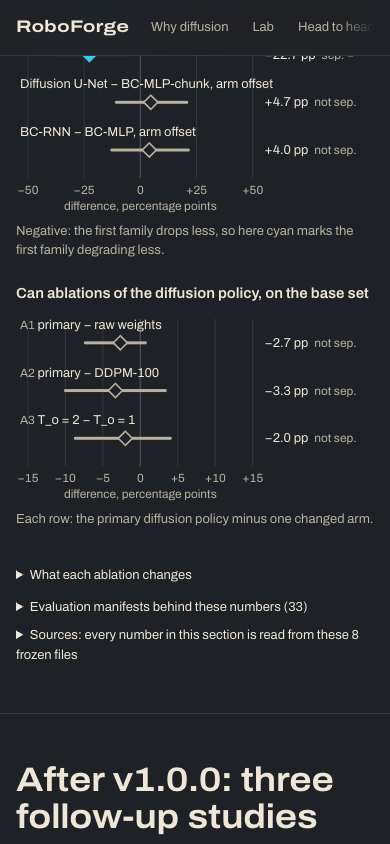 RoboForge Why diffusion Lab Head to head
−22.7 pp sep. −
Diffusion U-Net – BC-MLP-chunk, arm offset
+4.7 pp not sep.
BC-RNN – BC-MLP, arm offset
+4.0 pp not sep.
−50 −25 0 +25 +50
difference, percentage points
Negative: the first family drops less, so here cyan marks the
first family degrading less.
Can ablations of the diffusion policy, on the base set
A1 primary – raw weights
−2.7 pp not sep.
A2 primary – DDPM-100
−3.3 pp not sep.
A3 T_o = 2 – T_o = 1
−2.0 pp not sep.
−15 −10 −5 0 +5 +10 +15
difference, percentage points
Each row: the primary diffusion policy minus one changed arm.
What each ablation changes
Evaluation manifests behind these numbers (33)
Sources: every number in this section is read from these 8
frozen files
After v1.0.0: three
follow-up studies